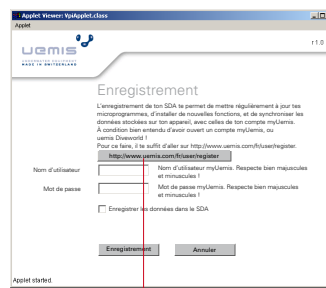 Applet Viewer: VpiApplet.class
Applet
r 1.0
uemis
UNDERWATER EQUIPMENT
MADE IN SWITZERLAND
Enregistrement
L'enregistrement de ton SDA te permet de mettre régulièrement à jour tes
microprogrammes, d'installer de nouvelles fonctions, et de synchroniser les
données stockées sur ton appareil, avec celles de ton compte myUemis.
À condition bien entendu d'avoir ouvert un compte myUemis, ou
uemis Diveworld !
Pour ce faire, il te suffit d'aller sur http://www.uemis.com/fr/user/register.
http://www.uemis.com/fr/user/register
Nom d'utilisateur
Nom d'utilisateur myUemis. Respecte bien majuscules
et minuscules !
Mot de passe
Mot de passe myUemis. Respecte bien majuscules
et minuscules !
Enregistrer les données dans le SDA
Enregistrement
Annuler
Applet started.